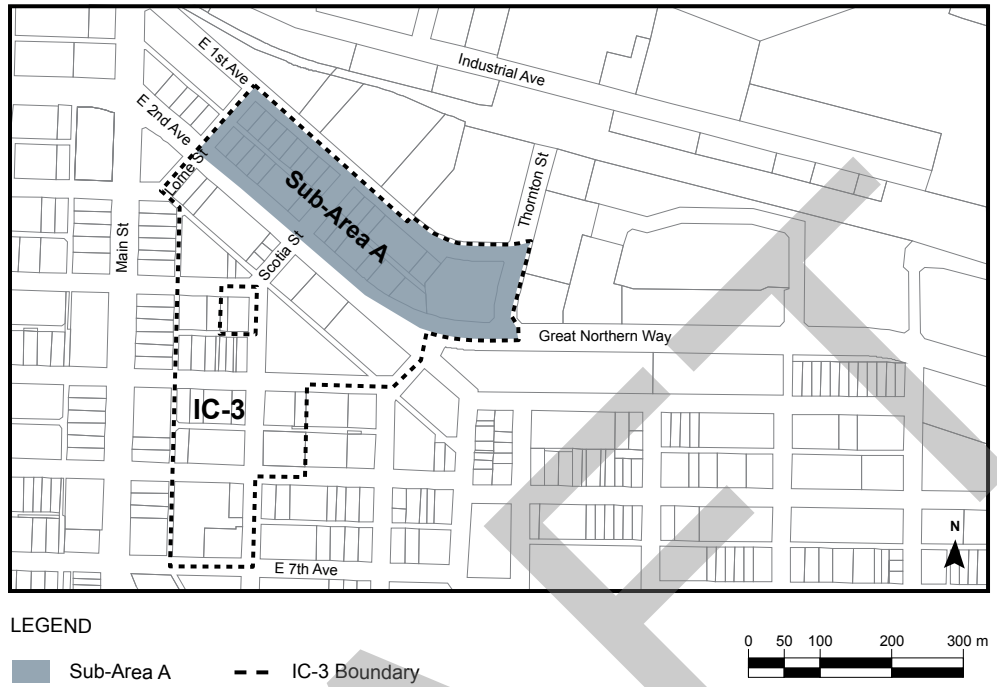 E 1st Ave
Industrial Ave
E 2nd Ave
Lorne St
Sub-Area A
Thornton St
Main St
Scotia St
Great Northern Way
IC-3
N
E 7th Ave
LEGEND
Sub-Area A
IC-3 Boundary
0 50 100 200 300 m
DRAFT